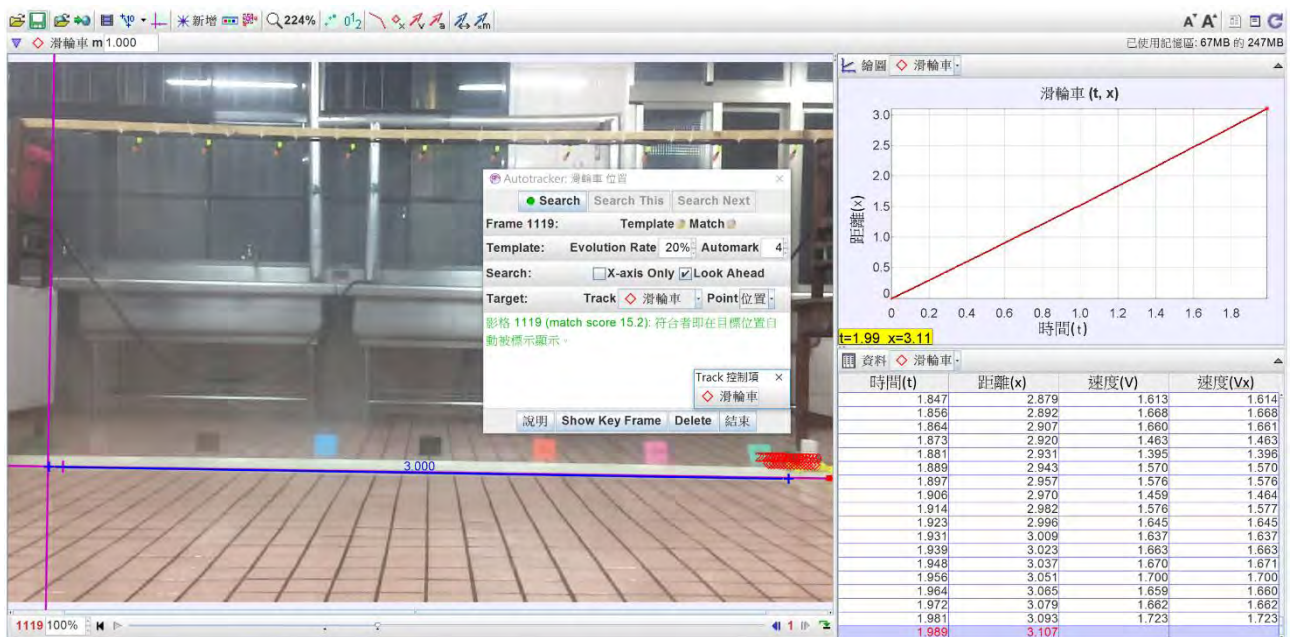 新增 224%
A A
滑輪車 m 1.000
已使用記憶區: 67MB 的 247MB
3.000
Autotracker: 滑輪車 位置
Search Search This Search Next
Frame 1119: Template Match
Template: Evolution Rate 20% Automark 4
Search: X-axis Only Look Ahead
Target: Track 滑輪車 Point 位置
影格 1119 (match score 15.2): 符合者即在目標位置自
動被標示顯示。
Track 控制項
滑輪車
說明 Show Key Frame Delete 結束
1119 100%
1
繪圖 滑輪車
滑輪車 (t, x)
距離(x)
3.0
2.5
2.0
1.5
1.0
0.5
0
0 0.2 0.4 0.6 0.8 1.0 1.2 1.4 1.6 1.8
時間(t)
t=1.99 x=3.11
資料 滑輪車
時間(t) 距離(x) 速度(V) 速度(Vx)
1.847 2.879 1.613 1.614
1.856 2.892 1.668 1.668
1.864 2.907 1.660 1.661
1.873 2.920 1.463 1.463
1.881 2.931 1.395 1.396
1.889 2.943 1.570 1.570
1.897 2.957 1.576 1.576
1.906 2.970 1.459 1.464
1.914 2.982 1.576 1.577
1.923 2.996 1.645 1.645
1.931 3.009 1.637 1.637
1.939 3.023 1.663 1.663
1.948 3.037 1.670 1.671
1.956 3.051 1.700 1.700
1.964 3.065 1.659 1.660
1.972 3.079 1.662 1.662
1.981 3.093 1.723 1.723
1.989 3.107